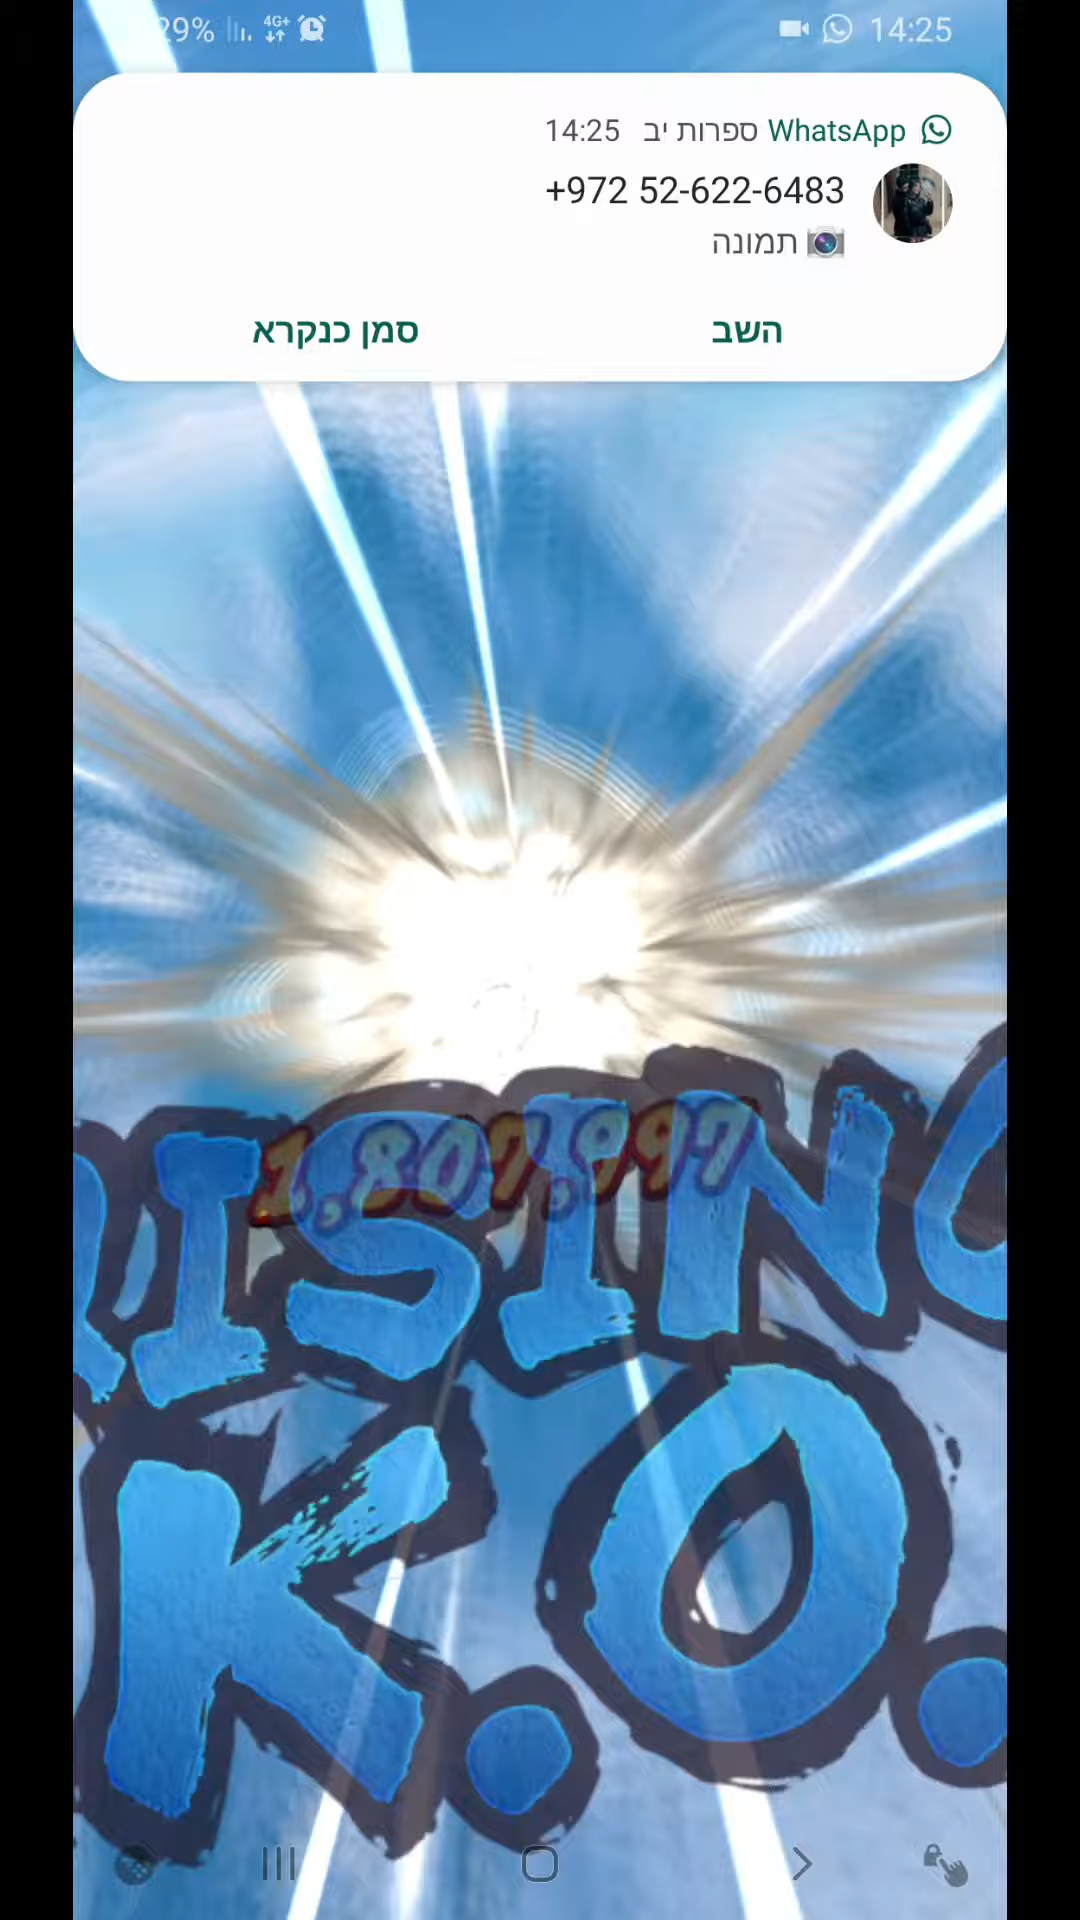 29% 4G+ 14:25
WhatsApp ספרות יב 14:25
+972 52-622-6483
📷 תמונה
השב סמן כנקרא
1,807,997
RISING
K.O.